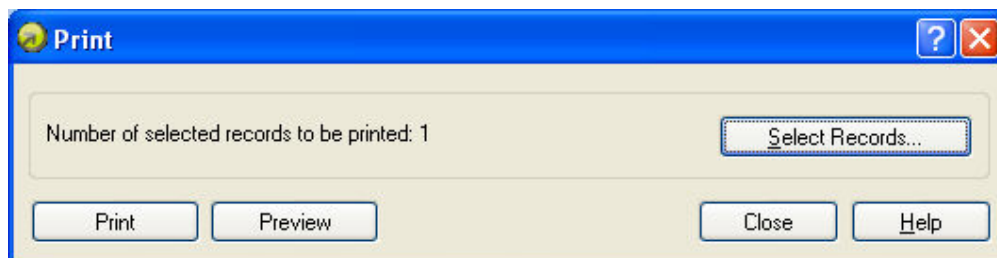 Print
?
Number of selected records to be printed: 1
Select Records...
Print Preview Close Help